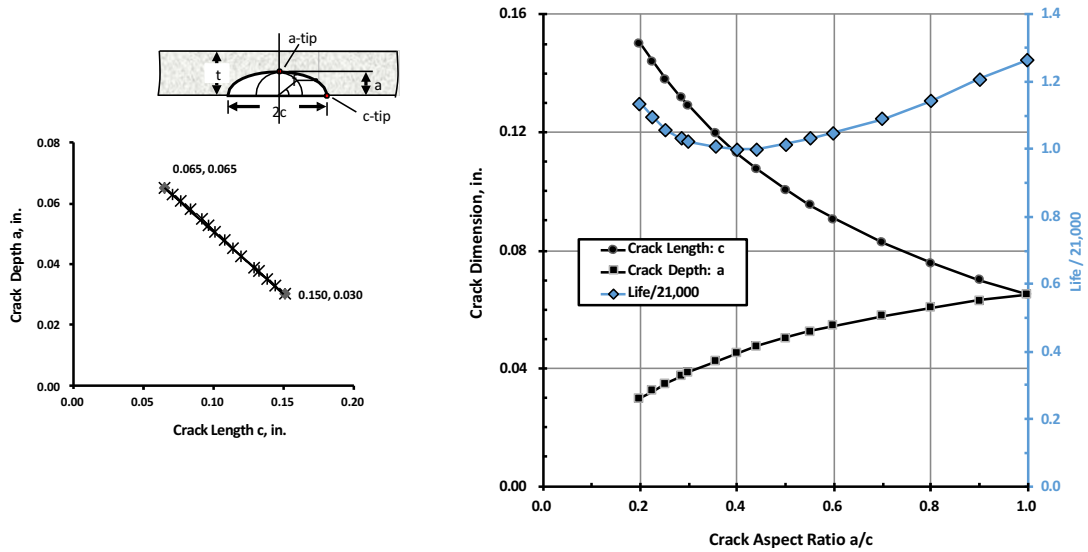 a-tip
t
a
2c
c-tip
0.08
0.06
0.04
0.02
0.00
0.00
0.05
0.10
0.15
0.20
Crack Depth a, in.
Crack Length c, in.
0.065, 0.065
0.150, 0.030
0.16
0.12
0.08
0.04
0.00
Crack Dimension, in.
Crack Length: c
Crack Depth: a
Life/21,000
1.4
1.2
1.0
0.8
0.6
0.4
0.2
0.0
Life / 21,000
0.0
0.2
0.4
0.6
0.8
1.0
Crack Aspect Ratio a/c